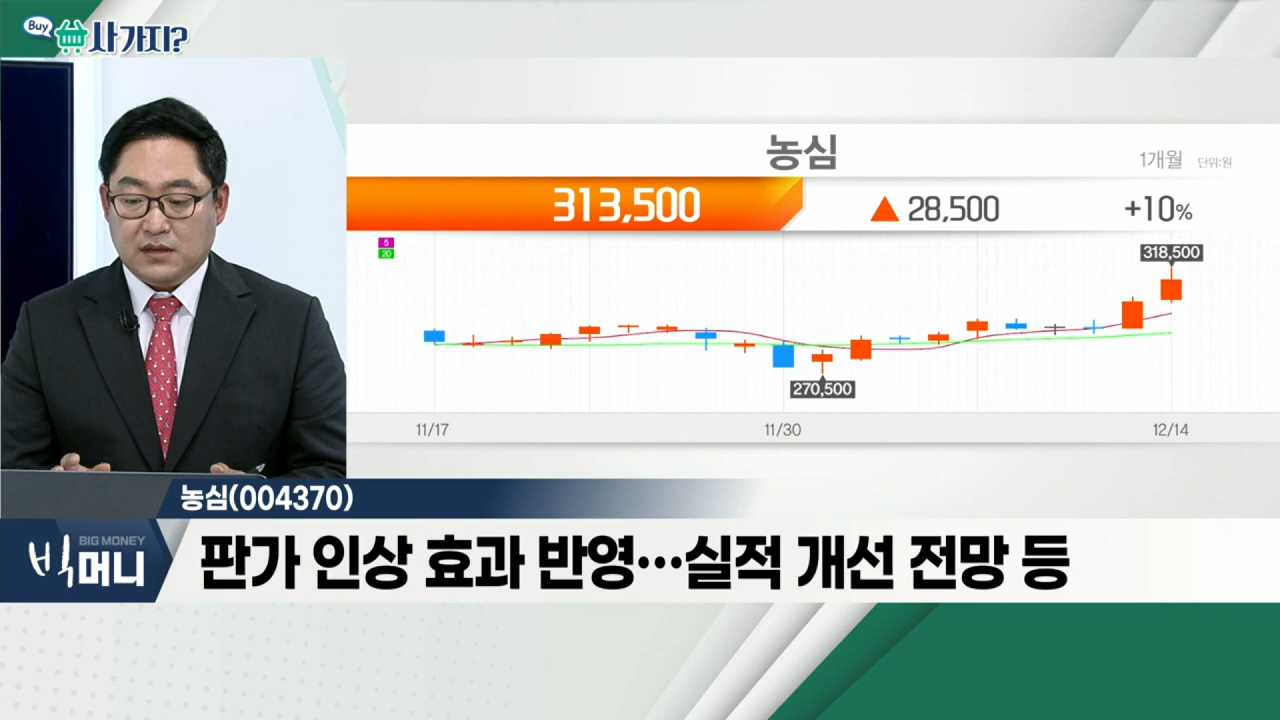 Buy
사가지?
농심
1개월 단위:원
313,500 ▲ 28,500 +10%
5
20
318,500
270,500
11/17 11/30 12/14
농심(004370)
BIG MONEY
빅머니
판가 인상 효과 반영…실적 개선 전망 등